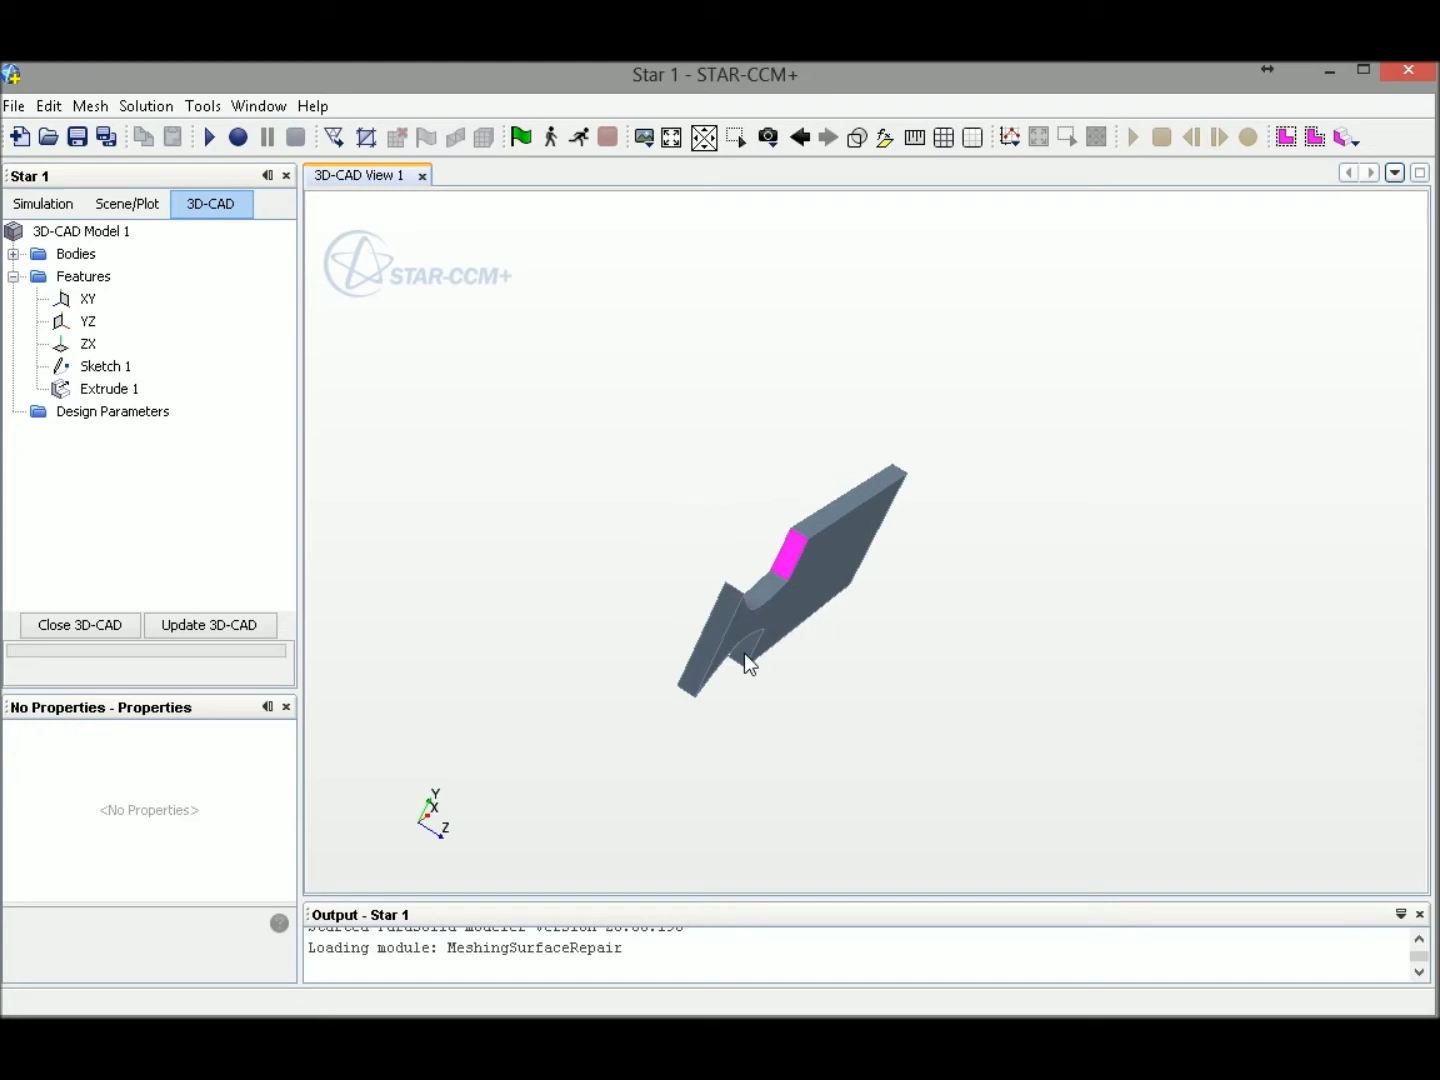 Star 1 - STAR-CCM+
File Edit Mesh Solution Tools Window Help
Star 1
3D-CAD View 1
Simulation Scene/Plot 3D-CAD
3D-CAD Model 1
Bodies
Features
XY
YZ
ZX
Sketch 1
Extrude 1
Design Parameters
STAR-CCM+
Close 3D-CAD Update 3D-CAD
No Properties - Properties
<No Properties>
Y
X
Z
Output - Star 1
Loading module: MeshingSurfaceRepair